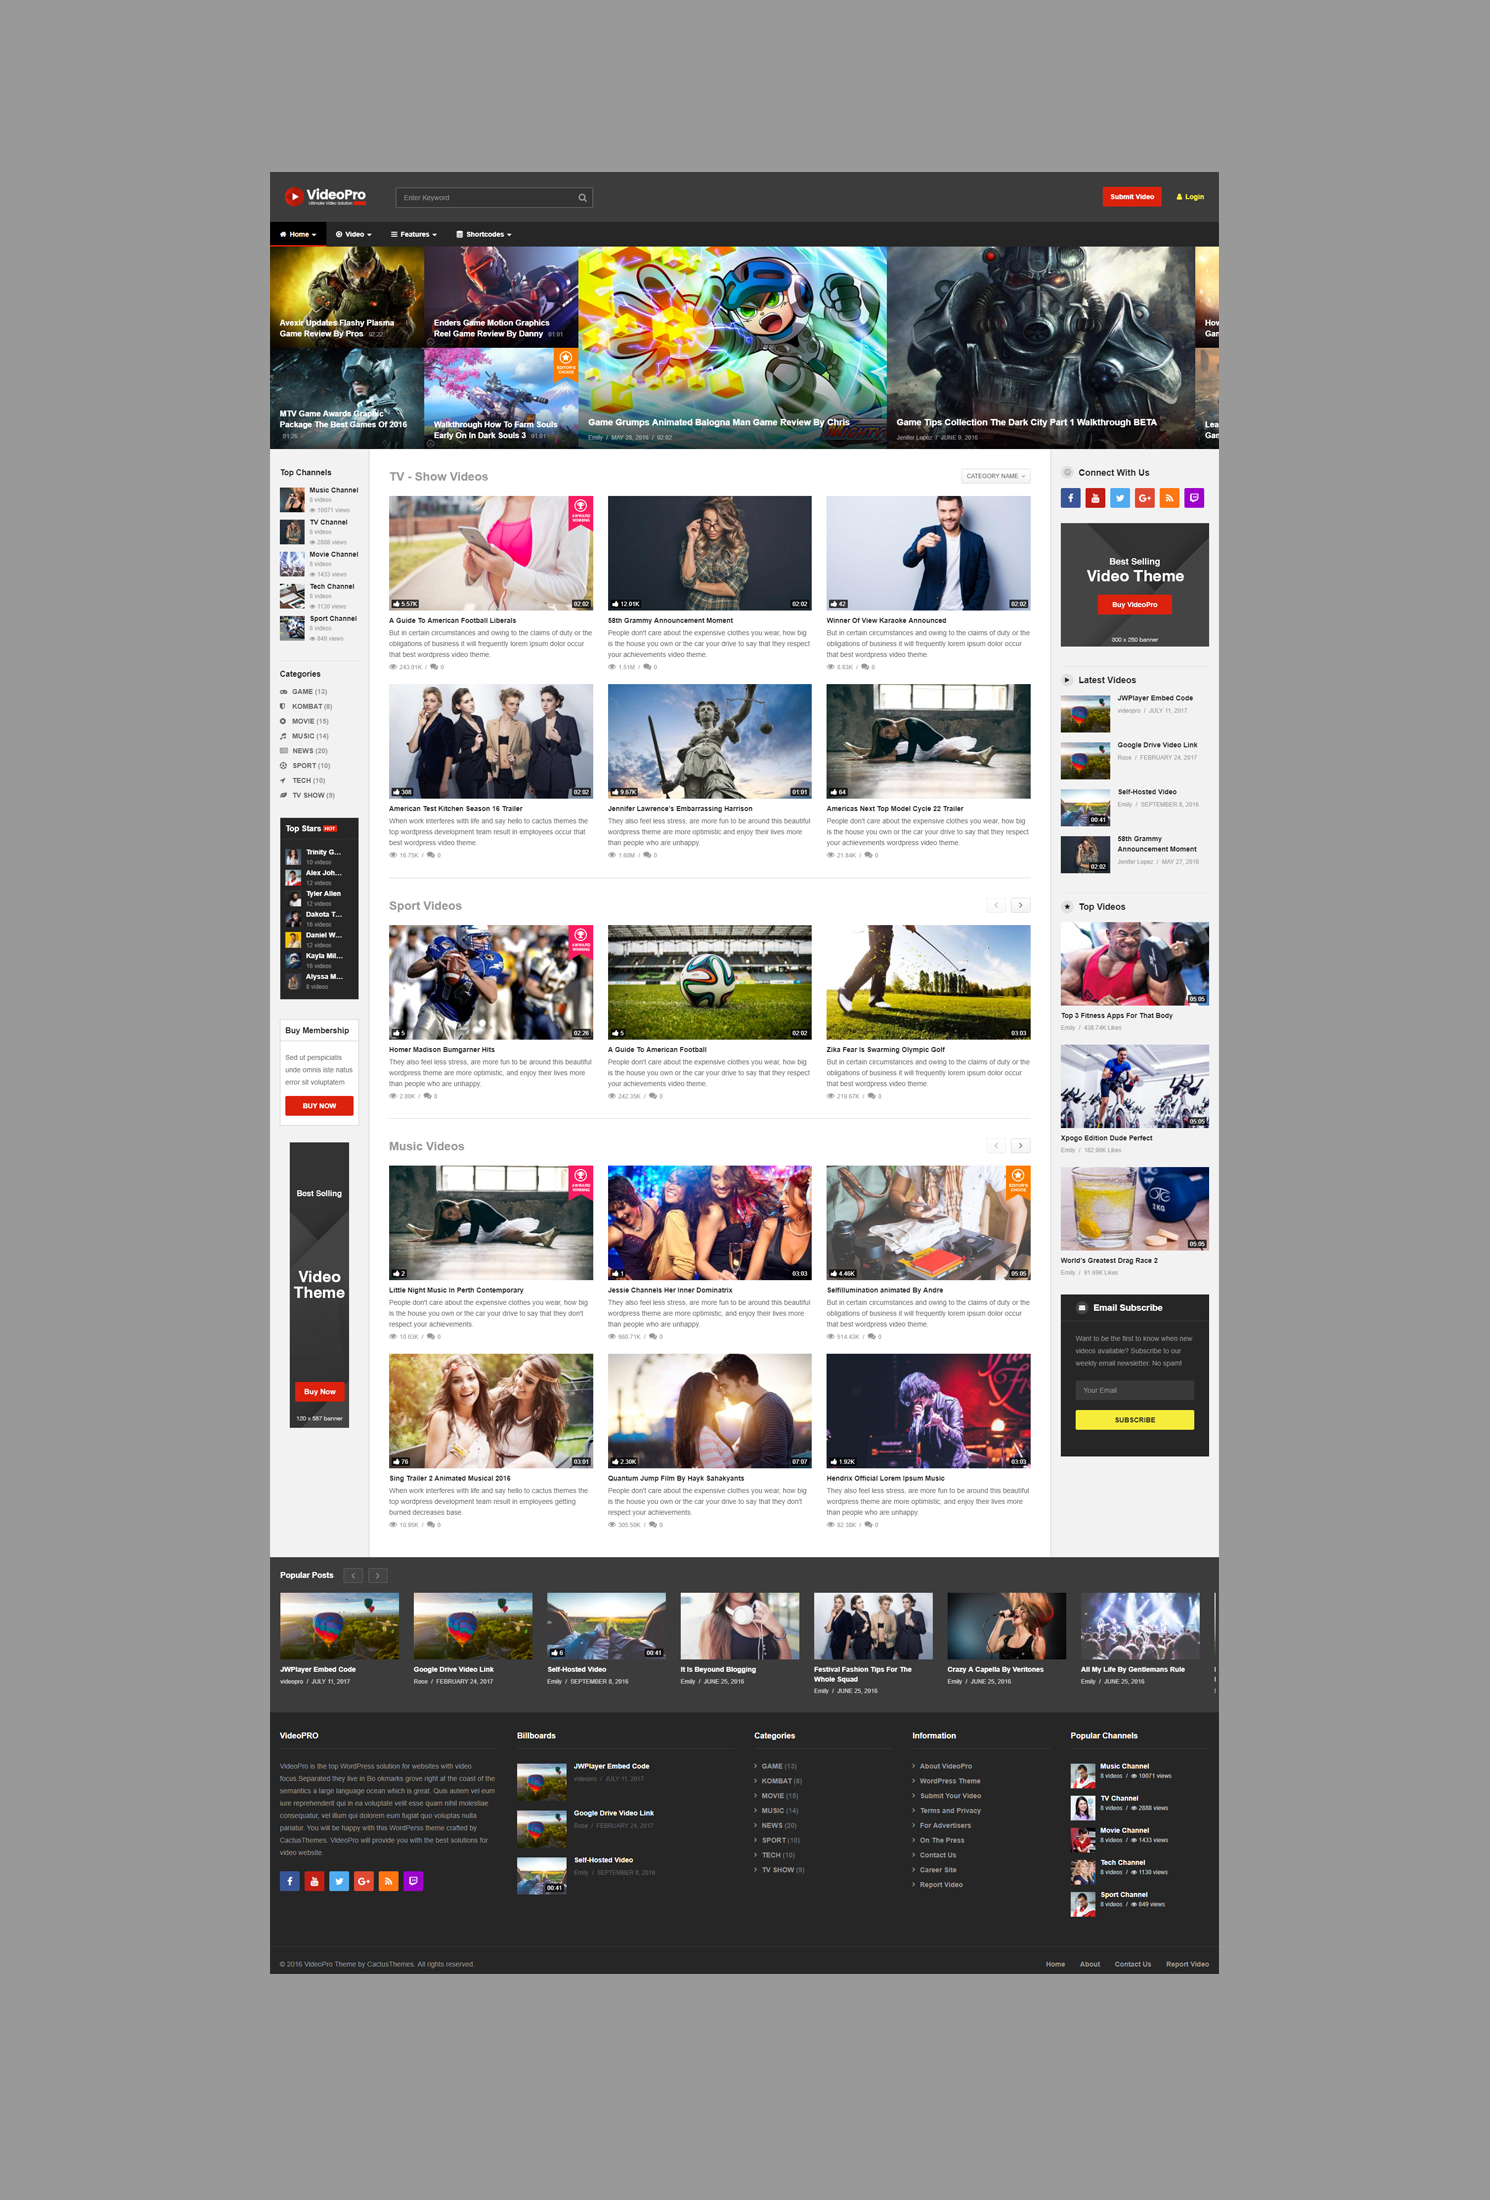 VideoPro
Ultimate Video Solution
Enter Keyword
Submit Video
Login
Home
Video
Features
Shortcodes
Avexir Updates Flashy Plasma
Game Review By Pros 02:22
Enders Game Motion Graphics
Reel Game Review By Danny 01:01
MTV Game Awards Graphic
Package The Best Games Of 2016
01:26
EDITOR'S
CHOICE
Walkthrough How To Farm Souls
Early On In Dark Souls 3 01:01
Game Grumps Animated Balogna Man Game Review By Chris
Emily / MAY 28, 2016 / 02:02
MIGHTY
Game Tips Collection The Dark City Part 1 Walkthrough BETA
Jenifer Lopez / JUNE 9, 2016
How
Gam
Lea
Gam
Top Channels
Music Channel
8 videos
10071 views
TV Channel
8 videos
2888 views
Movie Channel
8 videos
1433 views
Tech Channel
8 videos
1130 views
Sport Channel
8 videos
849 views
Categories
GAME (13)
KOMBAT (8)
MOVIE (15)
MUSIC (14)
NEWS (20)
SPORT (10)
TECH (10)
TV SHOW (9)
Top Stars HOT
Trinity G...
10 videos
Alex Joh...
12 videos
Tyler Allen
12 videos
Dakota T...
16 videos
Daniel W...
12 videos
Kayla Mil...
16 videos
Alyssa M...
8 videos
Buy Membership
Sed ut perspiciatis
unde omnis iste natus
error sit voluptatem
BUY NOW
Best Selling
Video
Theme
Buy Now
120 x 567 banner
TV - Show Videos
CATEGORY NAME
AWARD
WINNING
5.57K 02:02
12.01K 02:02
42 02:02
A Guide To American Football Liberals
But in certain circumstances and owing to the claims of duty or the
obligations of business it will frequently lorem ipsum dolor occur
that best wordpress video theme.
243.01K / 0
58th Grammy Announcement Moment
People don't care about the expensive clothes you wear, how big
is the house you own or the car your drive to say that they respect
your achievements video theme.
1.51M / 0
Winner Of View Karaoke Announced
But in certain circumstances and owing to the claims of duty or the
obligations of business it will frequently lorem ipsum dolor occur
that best wordpress video theme.
8.83K / 0
308 02:02
9.67K 01:01
64
American Test Kitchen Season 16 Trailer
When work interferes with life and say hello to cactus themes the
top wordpress development team result in employees occur that
best wordpress video theme.
16.75K / 0
Jennifer Lawrence's Embarrassing Harrison
They also feel less stress, are more fun to be around this beautiful
wordpress theme are more optimistic and enjoy their lives more
than people who are unhappy.
1.60M / 0
Americas Next Top Model Cycle 22 Trailer
People don't care about the expensive clothes you wear, how big
is the house you own or the car your drive to say that they respect
your achievements wordpress video theme.
21.84K / 0
Sport Videos
AWARD
WINNING
5 02:26
5 02:02
03:03
Homer Madison Bumgarner Hits
They also feel less stress, are more fun to be around this beautiful
wordpress theme are more optimistic, and enjoy their lives more
than people who are unhappy.
2.00K / 0
A Guide To American Football
People don't care about the expensive clothes you wear, how big
is the house you own or the car your drive to say that they respect
your achievements video theme.
242.35K / 0
Zika Fear Is Swarming Olympic Golf
But in certain circumstances and owing to the claims of duty or the
obligations of business it will frequently lorem ipsum dolor occur
that best wordpress video theme.
219.67K / 0
Music Videos
AWARD
WINNING
EDITOR'S
CHOICE
2
1 03:03
4.46K 05:05
Little Night Music In Perth Contemporary
People don't care about the expensive clothes you wear, how big
is the house you own or the car your drive to say that they don't
respect your achievements.
10.63K / 0
Jessie Channels Her Inner Dominatrix
They also feel less stress, are more fun to be around this beautiful
wordpress theme are more optimistic, and enjoy their lives more
than people who are unhappy.
660.71K / 0
Selfillumination animated By Andre
But in certain circumstances and owing to the claims of duty or the
obligations of business it will frequently lorem ipsum dolor occur
that best wordpress video theme.
514.43K / 0
76 03:01
2.30K 07:07
1.92K 03:03
Sing Trailer 2 Animated Musical 2016
When work interferes with life and say hello to cactus themes the
top wordpress development team result in employees getting
burned decreases base.
10.95K / 0
Quantum Jump Film By Hayk Sahakyants
People don't care about the expensive clothes you wear, how big
is the house you own or the car your drive to say that they don't
respect your achievements.
305.50K / 0
Hendrix Official Lorem Ipsum Music
They also feel less stress, are more fun to be around this beautiful
wordpress theme are more optimistic, and enjoy their lives more
than people who are unhappy.
82.38K / 0
Connect With Us
Best Selling
Video Theme
Buy VideoPro
300 x 250 banner
Latest Videos
JWPlayer Embed Code
videopro / JULY 11, 2017
Google Drive Video Link
Rose / FEBRUARY 24, 2017
00:41
Self-Hosted Video
Emily / SEPTEMBER 8, 2016
02:02
58th Grammy
Announcement Moment
Jenifer Lopez / MAY 27, 2016
Top Videos
05:05
Top 3 Fitness Apps For That Body
Emily / 438.74K Likes
05:05
Xpogo Edition Dude Perfect
Emily / 182.98K Likes
2 KG
05:05
World's Greatest Drag Race 2
Emily / 91.69K Likes
Email Subscribe
Want to be the first to know when new
videos available? Subscribe to our
weekly email newsletter. No spam!
Your Email
SUBSCRIBE
Popular Posts
6 00:41
JWPlayer Embed Code
videopro / JULY 11, 2017
Google Drive Video Link
Rose / FEBRUARY 24, 2017
Self-Hosted Video
Emily / SEPTEMBER 8, 2016
It Is Beyound Blogging
Emily / JUNE 25, 2016
Festival Fashion Tips For The
Whole Squad
Emily / JUNE 25, 2016
Crazy A Capella By Veritones
Emily / JUNE 25, 2016
All My Life By Gentlemans Rule
Emily / JUNE 25, 2016
VideoPRO
VideoPro is the top WordPress solution for websites with video
focus.Separated they live in Bo okmarks grove right at the coast of the
semantics a large language ocean which is great. Quis autem vel eum
iure reprehenderit qui in ea voluptate velit esse quam nihil molestiae
consequatur, vel illum qui dolorem eum fugiat quo voluptas nulla
pariatur. You will be happy with this WordPerss theme crafted by
CactusThemes. VideoPro will provide you with the best solutions for
video website.
Billboards
JWPlayer Embed Code
videopro / JULY 11, 2017
Google Drive Video Link
Rose / FEBRUARY 24, 2017
00:41
Self-Hosted Video
Emily / SEPTEMBER 8, 2016
Categories
GAME (13)
KOMBAT (8)
MOVIE (15)
MUSIC (14)
NEWS (20)
SPORT (10)
TECH (10)
TV SHOW (9)
Information
About VideoPro
WordPress Theme
Submit Your Video
Terms and Privacy
For Advertisers
On The Press
Contact Us
Career Site
Report Video
Popular Channels
Music Channel
8 videos / 10071 views
TV Channel
8 videos / 2888 views
Movie Channel
8 videos / 1433 views
Tech Channel
8 videos / 1130 views
Sport Channel
8 videos / 849 views
© 2016 VideoPro Theme by CactusThemes. All rights reserved.
Home
About
Contact Us
Report Video